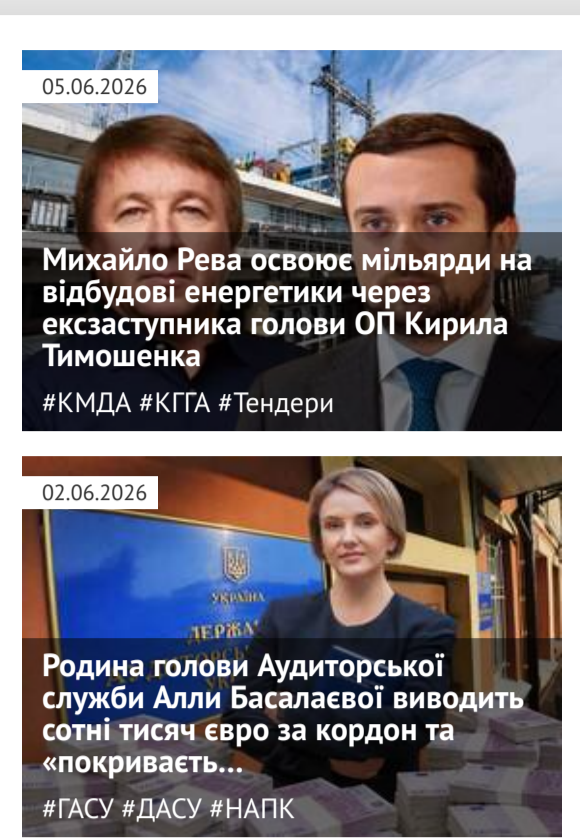 05.06.2026
Михайло Рева освоює мільярди на
відбудові енергетики через
ексзаступника голови ОП Кирила
Тимошенка
#КМДА #КГГА #Тендери
02.06.2026
УКРАЇНА
ДЕРЖА
Родина голови Аудиторської
служби Алли Басалаєвої виводить
сотні тисяч євро за кордон та
«покриваєть...
#ГАСУ #ДАСУ #НАПК